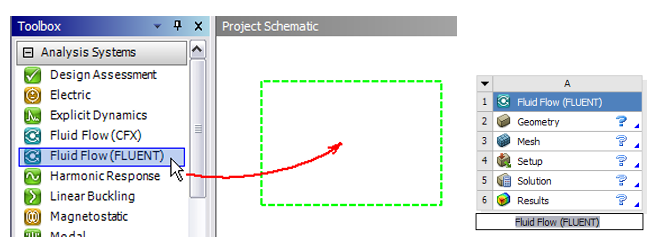 Toolbox
Project Schematic
Analysis Systems
Design Assessment
Electric
Explicit Dynamics
Fluid Flow (CFX)
Fluid Flow (FLUENT)
Harmonic Response
Linear Buckling
Magnetostatic
Modal
A
1 Fluid Flow (FLUENT)
2 Geometry ?
3 Mesh ?
4 Setup ?
5 Solution ?
6 Results ?
Fluid Flow (FLUENT)